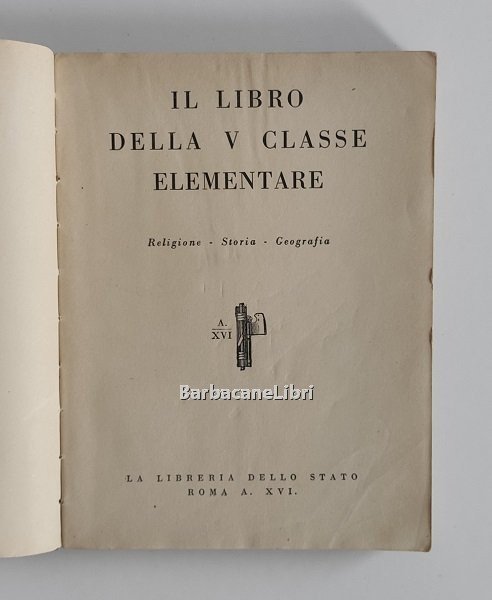 IL LIBRO
DELLA V CLASSE
ELEMENTARE
Religione - Storia - Geografia
A.
XVI
BarbacaneLibri
LA LIBRERIA DELLO STATO
ROMA A. XVI.